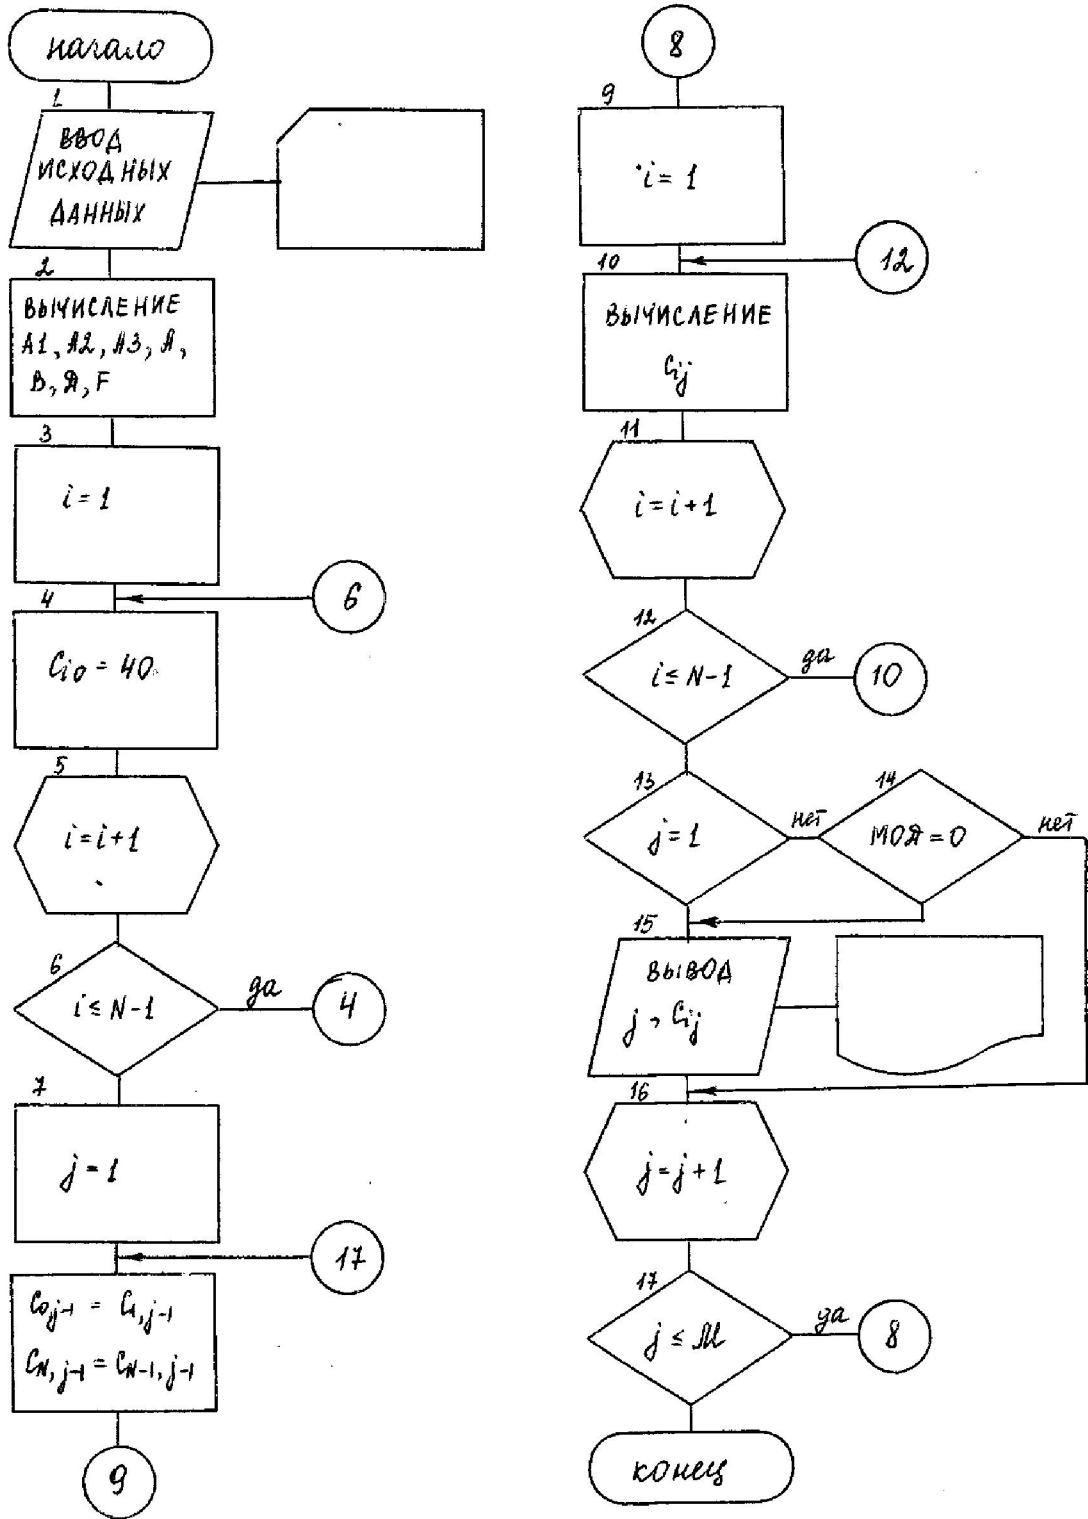 начало
1
ВВОД
ИСХОДНЫХ
ДАННЫХ
2
ВЫЧИСЛЕНИЕ
A1, A2, A3, A,
B, Д, F
3
i = 1
6
4
Ci0 = 40
5
i = i + 1
6
i ≤ N - 1
да
4
7
j = 1
17
C0,j-1 = C1,j-1
CN,j-1 = CN-1,j-1
9
8
9
i = 1
12
10
ВЫЧИСЛЕНИЕ
Cij
11
i = i + 1
12
i ≤ N - 1
да
10
13
j = 1
нет
14
МОД = 0
нет
15
ВЫВОД
j, Cij
16
j = j + 1
17
j ≤ M
да
8
конец